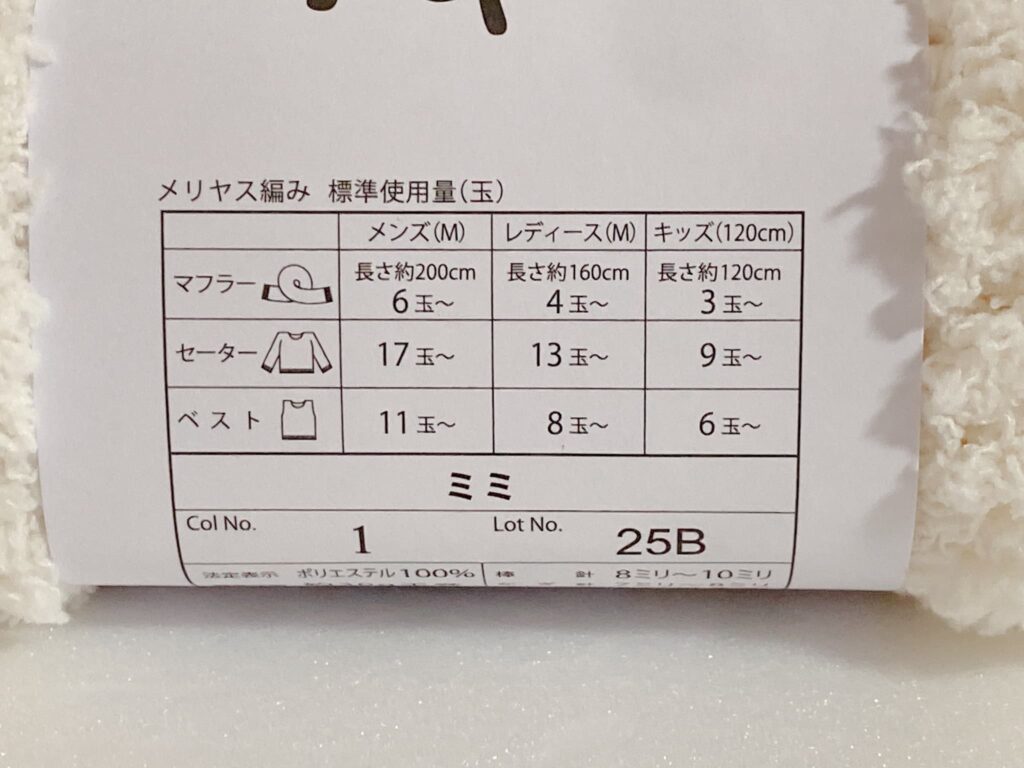 メリヤス編み 標準使用量(玉)
メンズ(M) レディース(M) キッズ(120cm)
マフラー 長さ約200cm 6玉〜 長さ約160cm 4玉〜 長さ約120cm 3玉〜
セーター 17玉〜 13玉〜 9玉〜
ベスト 11玉〜 8玉〜 6玉〜
ミミ
Col No. 1 Lot No. 25B
法定表示 ポリエステル100% 棒 針 8ミリ〜10ミリ